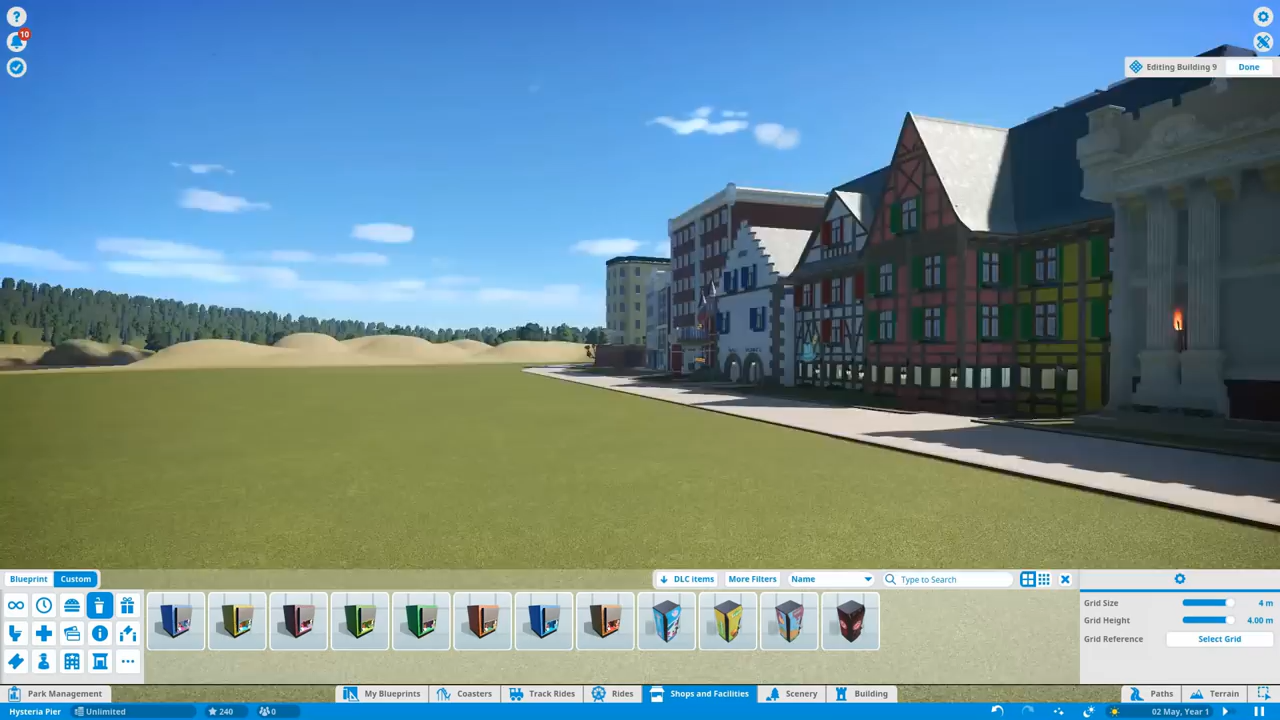 ?
10
Editing Building 9 Done
Blueprint Custom
DLC items More Filters Name Type to Search
Grid Size 4 m
Grid Height 4.00 m
Grid Reference Select Grid
Park Management My Blueprints Coasters Track Rides Rides Shops and Facilities Scenery Building Paths Terrain
Hysteria Pier Unlimited 240 0 02 May, Year 1